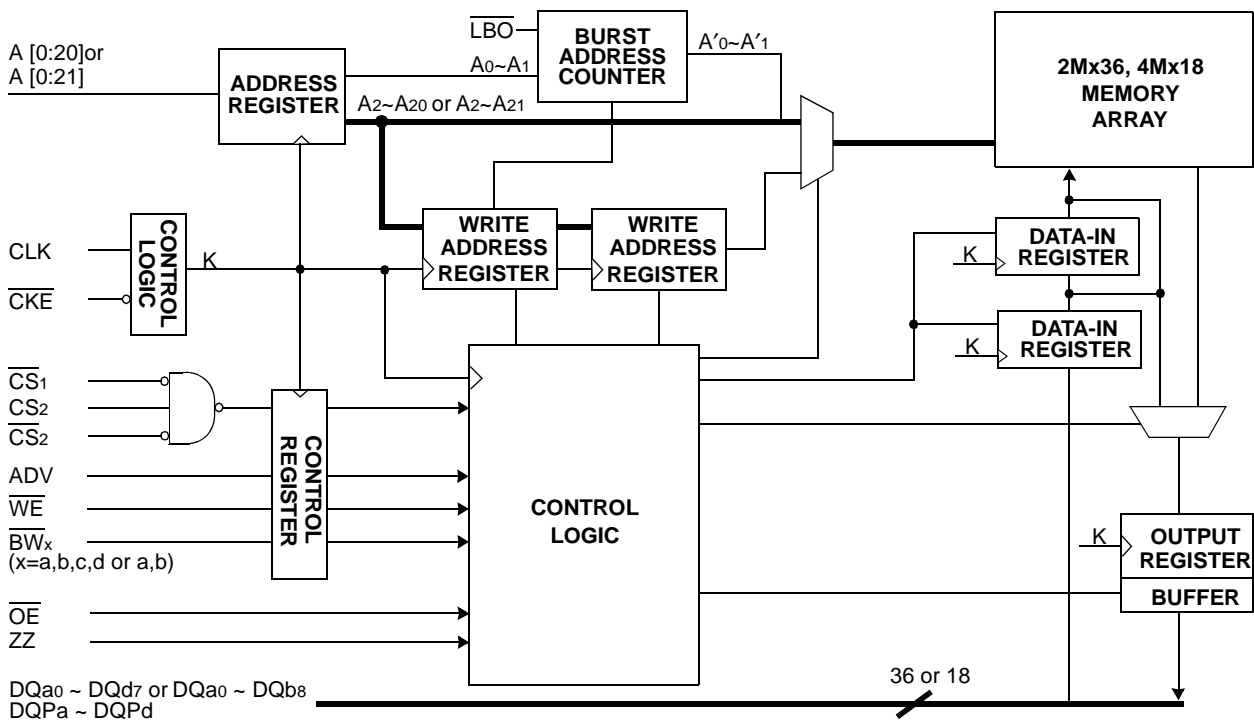 A [0:20]or
A [0:21]
ADDRESS
REGISTER
A0~A1
A2~A20 or A2~A21
LBO
BURST
ADDRESS
COUNTER
A′0~A′1
2Mx36, 4Mx18
MEMORY
ARRAY
CLK
CKE
CONTROL
LOGIC
K
WRITE
ADDRESS
REGISTER
WRITE
ADDRESS
REGISTER
K
DATA-IN
REGISTER
K
DATA-IN
REGISTER
CS1
CS2
CS2
ADV
WE
BWx
(x=a,b,c,d or a,b)
OE
ZZ
CONTROL
REGISTER
CONTROL
LOGIC
K
OUTPUT
REGISTER
BUFFER
DQa0 ~ DQd7 or DQa0 ~ DQb8
DQPa ~ DQPd
36 or 18